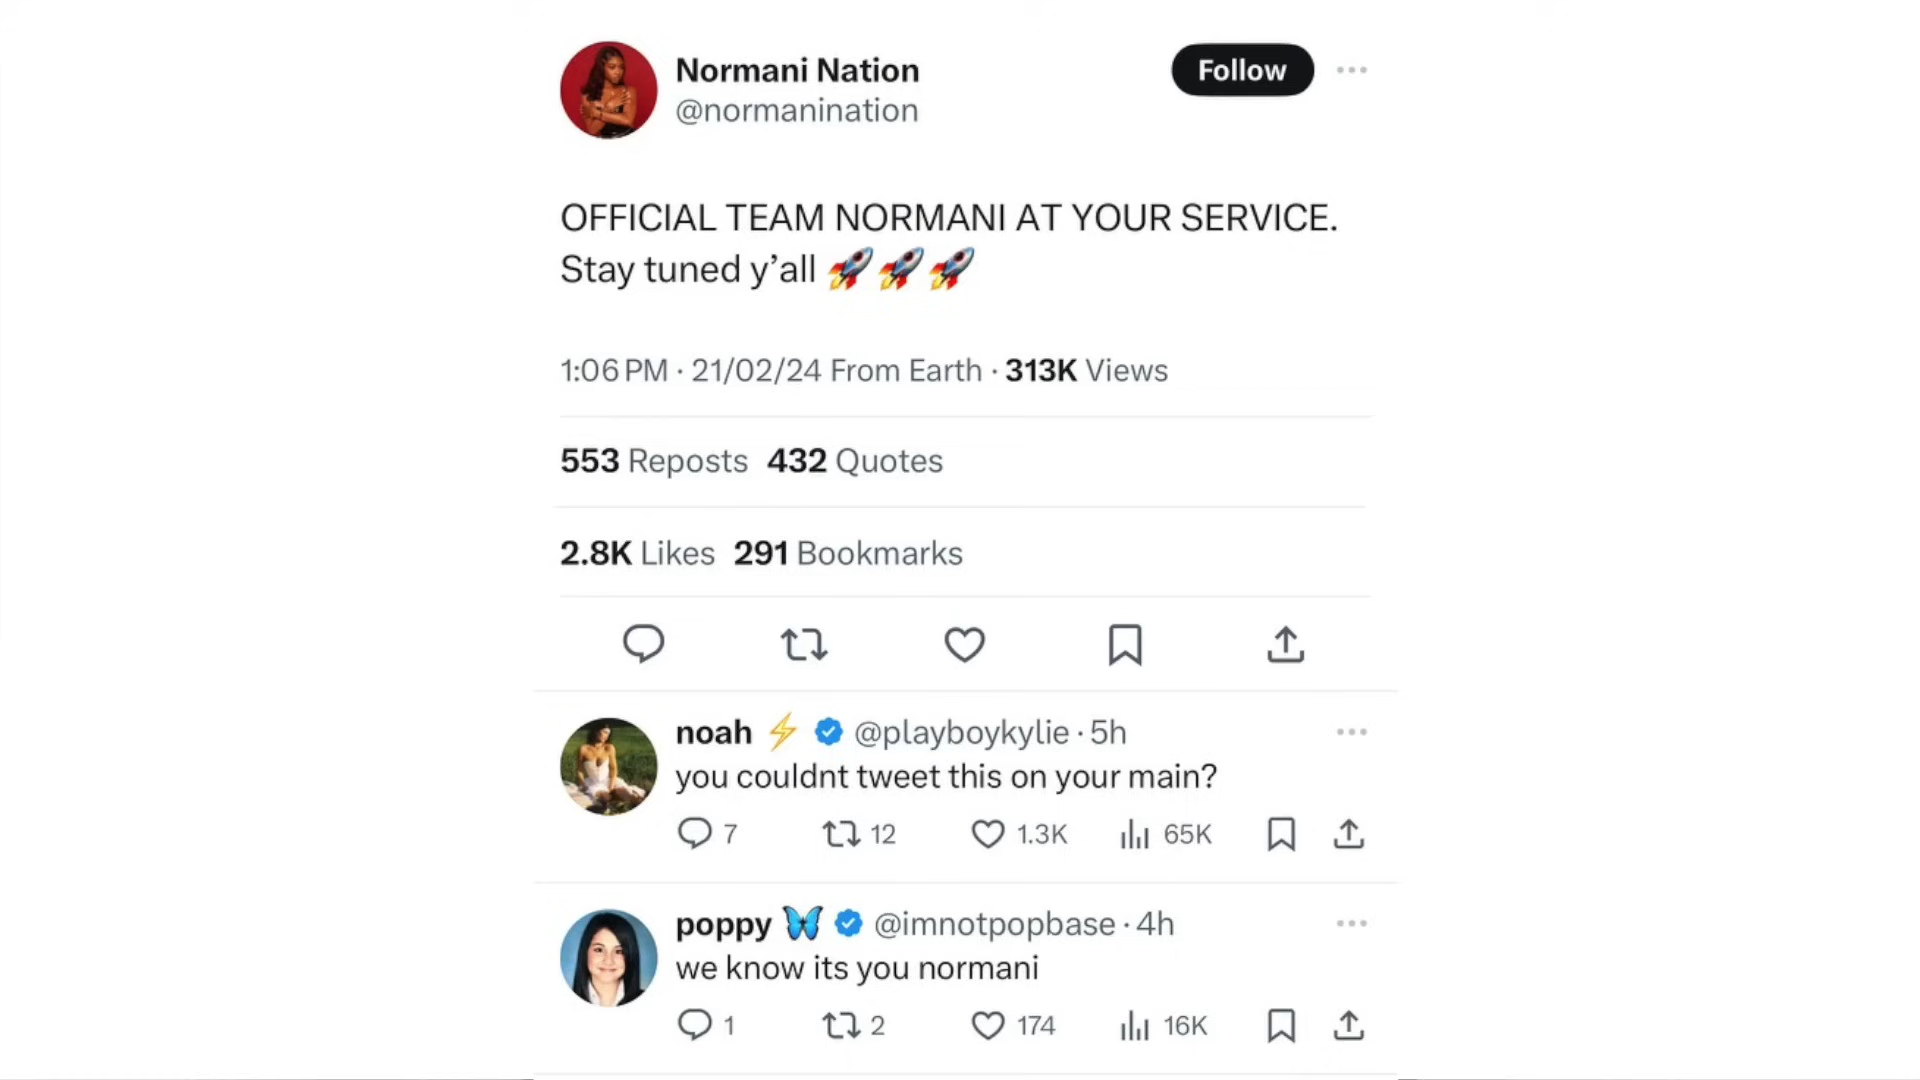 Normani Nation
Follow
@normanination
OFFICIAL TEAM NORMANI AT YOUR SERVICE.
Stay tuned y’all 🚀🚀🚀
1:06 PM · 21/02/24 From Earth · 313K Views
553 Reposts 432 Quotes
2.8K Likes 291 Bookmarks
noah ⚡ @playboykylie · 5h
you couldnt tweet this on your main?
7 12 1.3K 65K
poppy 🦋 @imnotpopbase · 4h
we know its you normani
1 2 174 16K